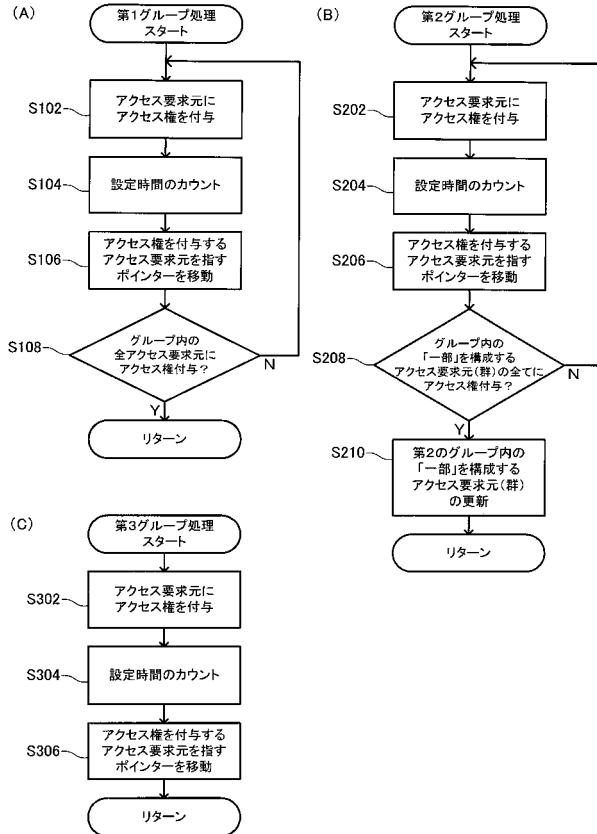 (A)
第1グループ処理
スタート
S102
アクセス要求元に
アクセス権を付与
S104
設定時間のカウント
S106
アクセス権を付与する
アクセス要求元を指す
ポインターを移動
S108
グループ内の
全アクセス要求元に
アクセス権付与?
N
Y
リターン
(B)
第2グループ処理
スタート
S202
アクセス要求元に
アクセス権を付与
S204
設定時間のカウント
S206
アクセス権を付与する
アクセス要求元を指す
ポインターを移動
S208
グループ内の
「一部」を構成する
アクセス要求元(群)の全てに
アクセス権付与?
N
Y
S210
第2のグループ内の
「一部」を構成する
アクセス要求元(群)
の更新
リターン
(C)
第3グループ処理
スタート
S302
アクセス要求元に
アクセス権を付与
S304
設定時間のカウント
S306
アクセス権を付与する
アクセス要求元を指す
ポインターを移動
リターン